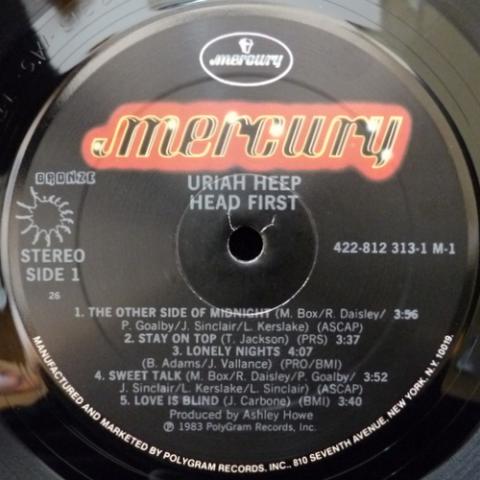 mercury
mercury
BRONZE
URIAH HEEP
HEAD FIRST
STEREO
SIDE 1
26
422-812 313-1 M-1
1. THE OTHER SIDE OF MIDNIGHT (M. Box/R. Daisley/ 3:56
P. Goalby/J. Sinclair/L. Kerslake) (ASCAP)
2. STAY ON TOP (T. Jackson) (PRS) 3:37
3. LONELY NIGHTS 4:07
(B. Adams/J. Vallance) (PRO/BMI)
4. SWEET TALK (M. Box/R. Daisley/P. Goalby/ 3:52
J. Sinclair/L. Kerslake/L. Sinclair) (ASCAP)
5. LOVE IS BLIND (J. Carbone) (BMI) 3:40
Produced by Ashley Howe
℗ 1983 PolyGram Records, Inc.
MANUFACTURED AND MARKETED BY POLYGRAM RECORDS, INC., 810 SEVENTH AVENUE, NEW YORK, N.Y. 10019.